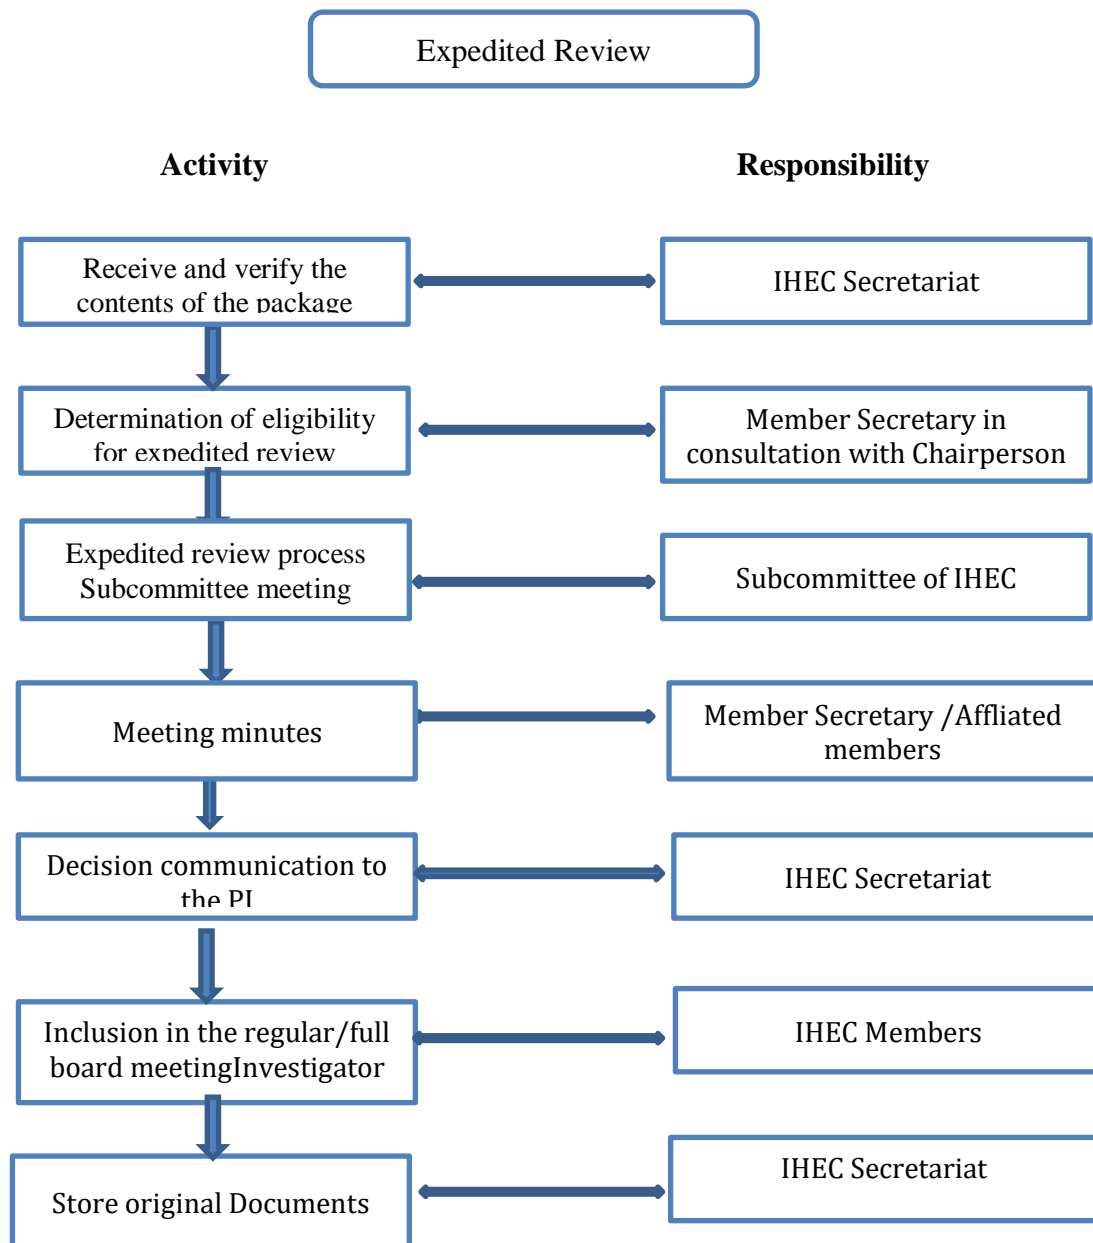 Expedited Review
Activity
Responsibility
Receive and verify the
contents of the package
IHEC Secretariat
Determination of eligibility
for expedited review
Member Secretary in
consultation with Chairperson
Expedited review process
Subcommittee meeting
Subcommittee of IHEC
Meeting minutes
Member Secretary /Affliated
members
Decision communication to
the PI
IHEC Secretariat
Inclusion in the regular/full
board meetingInvestigator
IHEC Members
Store original Documents
IHEC Secretariat